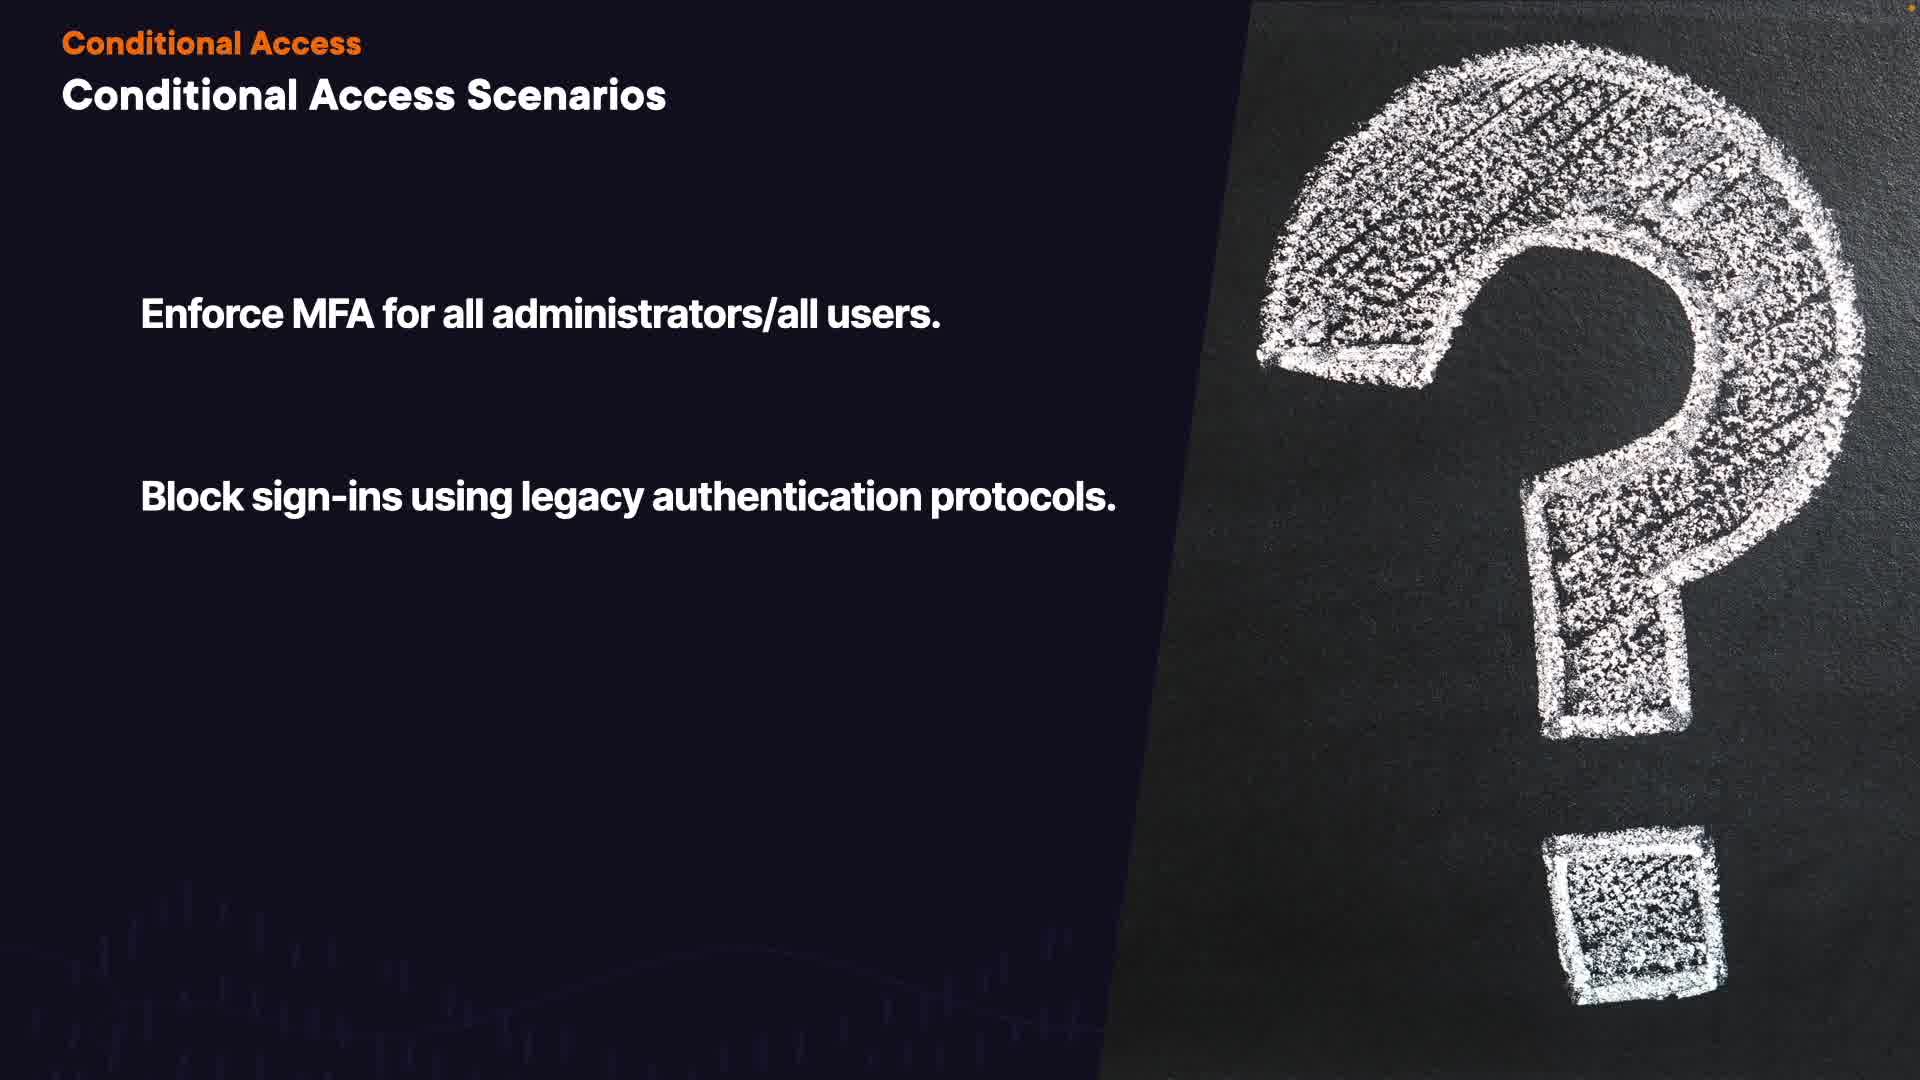 Conditional Access
Conditional Access Scenarios
Enforce MFA for all administrators/all users.
Block sign-ins using legacy authentication protocols.